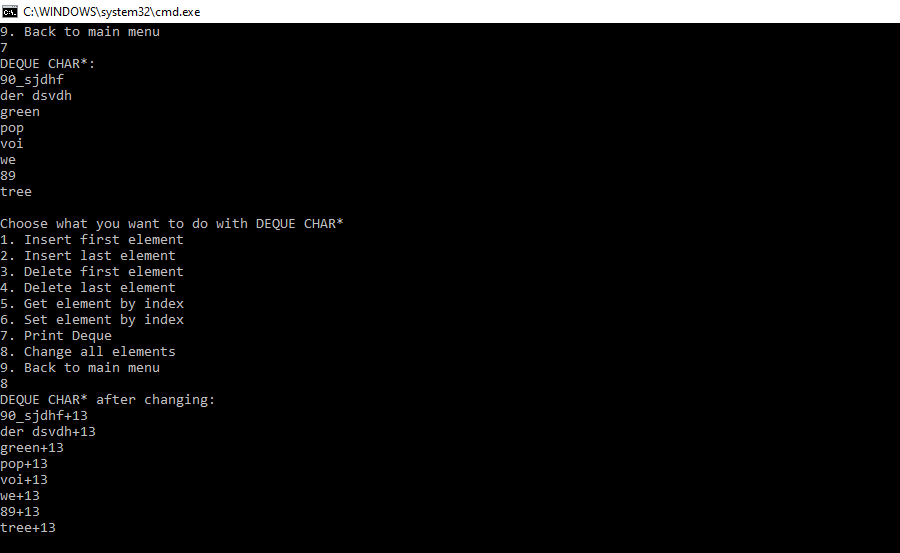 C:\WINDOWS\system32\cmd.exe
9. Back to main menu
7
DEQUE CHAR*:
90_sjdhf
der dsvdh
green
pop
voi
we
89
tree
Choose what you want to do with DEQUE CHAR*
1. Insert first element
2. Insert last element
3. Delete first element
4. Delete last element
5. Get element by index
6. Set element by index
7. Print Deque
8. Change all elements
9. Back to main menu
8
DEQUE CHAR* after changing:
90_sjdhf+13
der dsvdh+13
green+13
pop+13
voi+13
we+13
89+13
tree+13